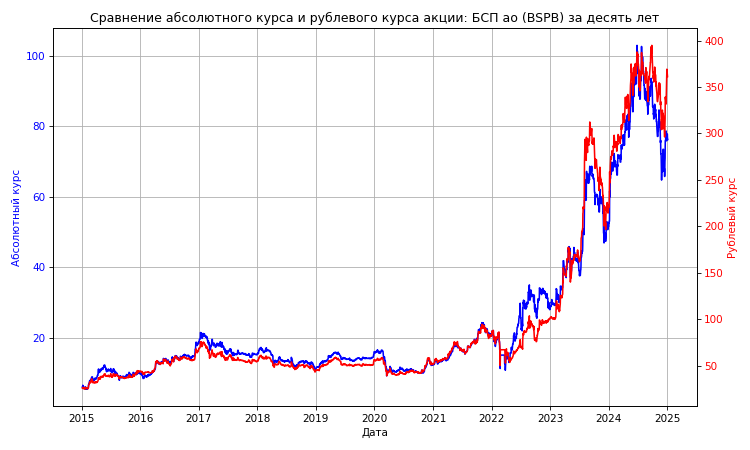 Сравнение абсолютного курса и рублевого курса акции: БСП ао (BSPB) за десять лет
Абсолютный курс
100
80
60
40
20
400
350
300
250
200
150
100
50
Рублевый курс
2015 2016 2017 2018 2019 2020 2021 2022 2023 2024 2025
Дата